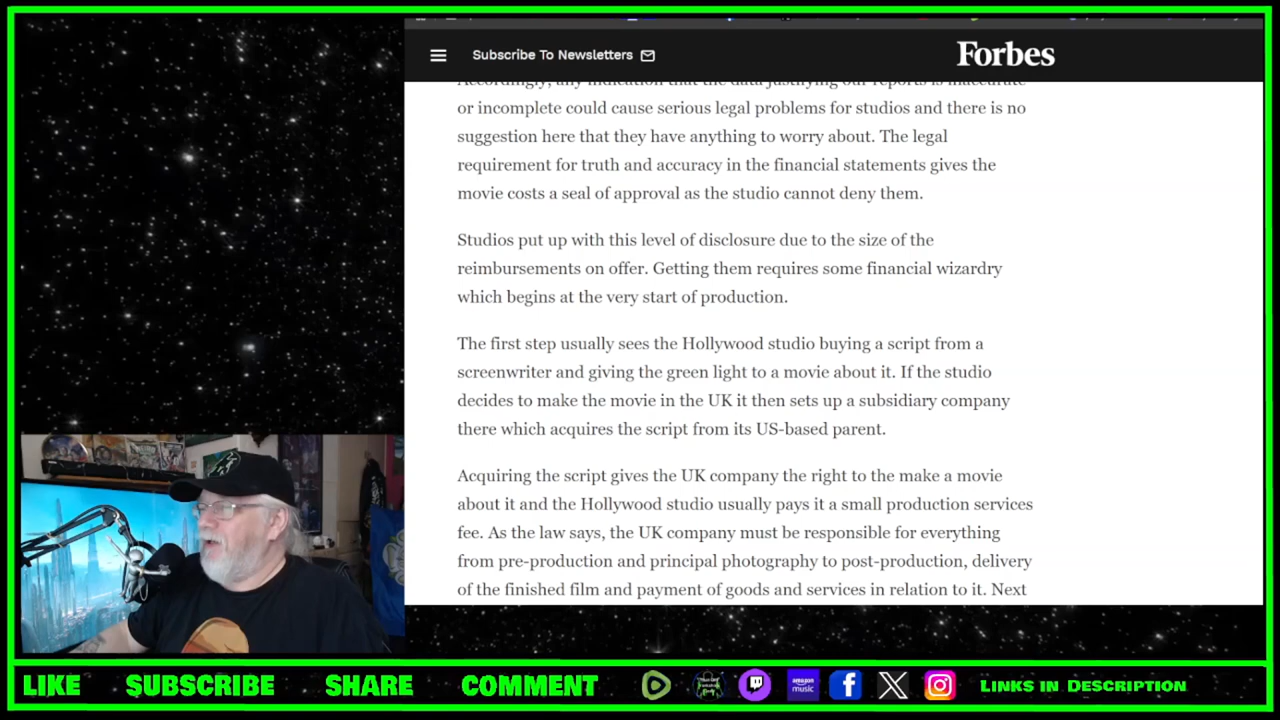 Subscribe To Newsletters
Forbes
Accordingly, any indication that the data justifying our reports is inaccurate
or incomplete could cause serious legal problems for studios and there is no
suggestion here that they have anything to worry about. The legal
requirement for truth and accuracy in the financial statements gives the
movie costs a seal of approval as the studio cannot deny them.
Studios put up with this level of disclosure due to the size of the
reimbursements on offer. Getting them requires some financial wizardry
which begins at the very start of production.
The first step usually sees the Hollywood studio buying a script from a
screenwriter and giving the green light to a movie about it. If the studio
decides to make the movie in the UK it then sets up a subsidiary company
there which acquires the script from its US-based parent.
Acquiring the script gives the UK company the right to the make a movie
about it and the Hollywood studio usually pays it a small production services
fee. As the law says, the UK company must be responsible for everything
from pre-production and principal photography to post-production, delivery
of the finished film and payment of goods and services in relation to it. Next
LIKE SUBSCRIBE SHARE COMMENT amazon music LINKS IN DESCRIPTION